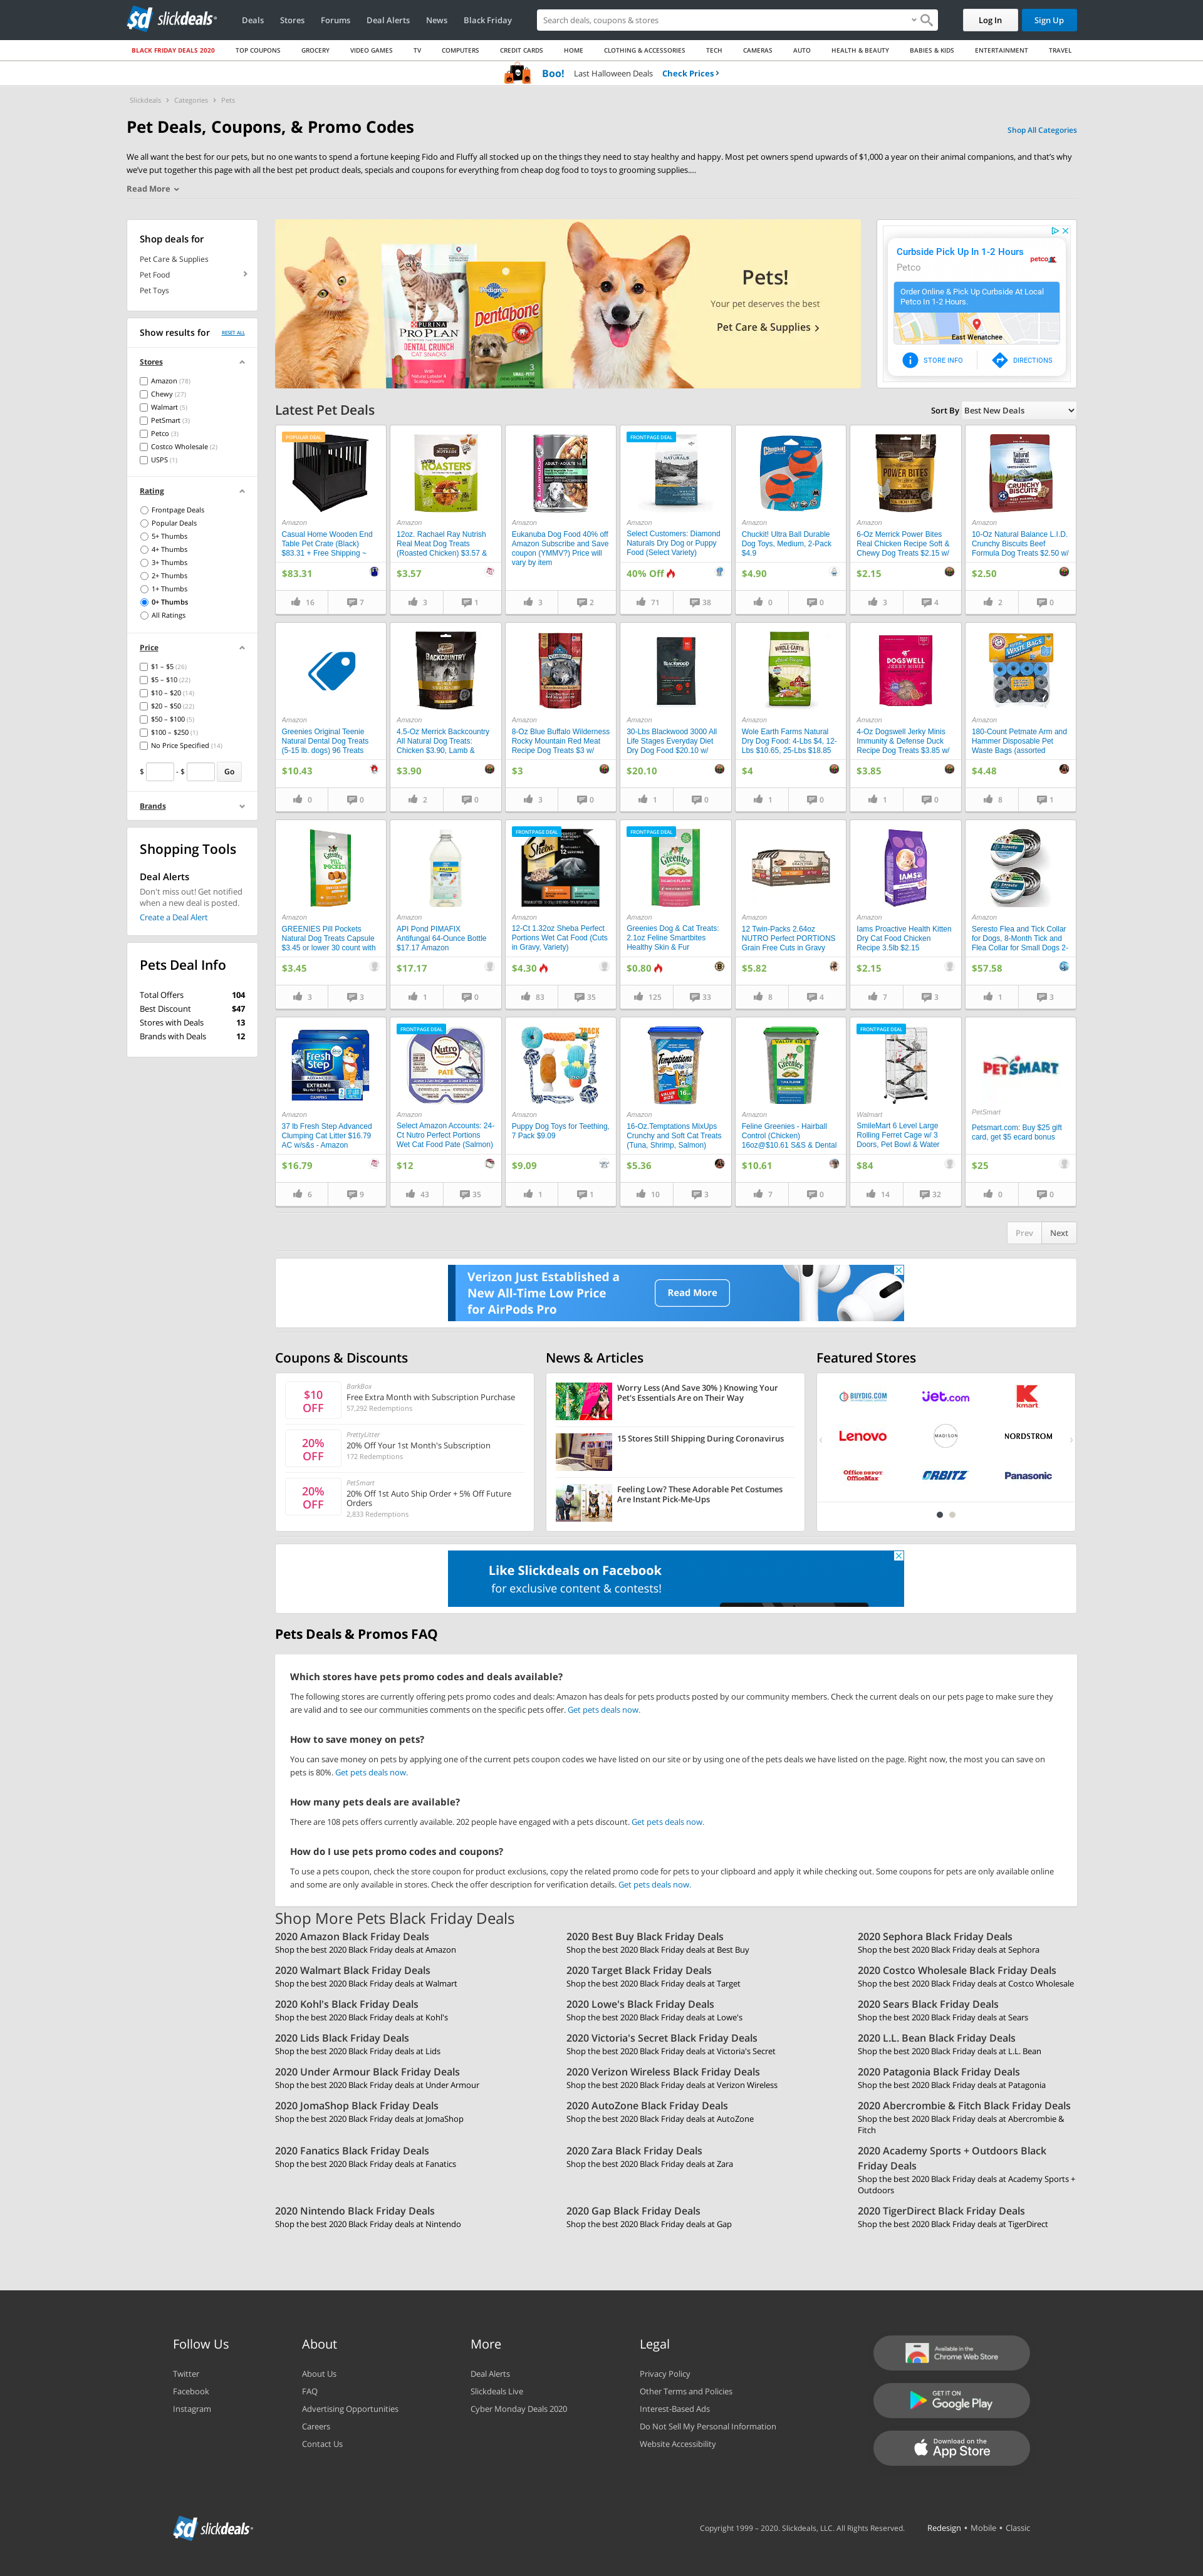 slickdeals
Deals
Stores
Forums
Deal Alerts
News
Black Friday
Search deals, coupons & stores
Log In
Sign Up
BLACK FRIDAY DEALS 2020
TOP COUPONS
GROCERY
VIDEO GAMES
TV
COMPUTERS
CREDIT CARDS
HOME
CLOTHING & ACCESSORIES
TECH
CAMERAS
AUTO
HEALTH & BEAUTY
BABIES & KIDS
ENTERTAINMENT
TRAVEL
Boo! Last Halloween Deals Check Prices
Slickdeals > Categories > Pets
Pet Deals, Coupons, & Promo Codes
Shop All Categories
We all want the best for our pets, but no one wants to spend a fortune keeping Fido and Fluffy all stocked up on the things they need to stay healthy and happy. Most pet owners spend upwards of $1,000 a year on their animal companions, and that's why
we've put together this page with all the best pet product deals, specials and coupons for everything from cheap dog food to toys to grooming supplies....
Read More
Shop deals for
Pet Care & Supplies
Pet Food
Pet Toys
Show results for
RESET ALL
Stores
Amazon (78)
Chewy (27)
Walmart (5)
PetSmart (3)
Petco (3)
Costco Wholesale (2)
USPS (1)
Rating
Frontpage Deals
Popular Deals
5+ Thumbs
4+ Thumbs
3+ Thumbs
2+ Thumbs
1+ Thumbs
0+ Thumbs
All Ratings
Price
$1 – $5 (26)
$5 – $10 (22)
$10 – $20 (14)
$20 – $50 (22)
$50 – $100 (5)
$100 – $250 (1)
No Price Specified (14)
$ - $ Go
Brands
Shopping Tools
Deal Alerts
Don't miss out! Get notified
when a new deal is posted.
Create a Deal Alert
Pets Deal Info
Total Offers 104
Best Discount $47
Stores with Deals 13
Brands with Deals 12
PURINA
PRO PLAN
DENTAL CRUNCH
CAT SNACKS
Pedigree
Dentabone
Pets!
Your pet deserves the best
Pet Care & Supplies
Curbside Pick Up In 1-2 Hours
Petco
petco
Order Online & Pick Up Curbside At Local
Petco In 1-2 Hours.
East Wenatchee
STORE INFO
DIRECTIONS
Latest Pet Deals
Sort By Best New Deals
POPULAR DEAL
Amazon
Casual Home Wooden End
Table Pet Crate (Black)
$83.31 + Free Shipping ~
$83.31
16 7
Amazon
12oz. Rachael Ray Nutrish
Real Meat Dog Treats
(Roasted Chicken) $3.57 &
$3.57
3 1
Amazon
Eukanuba Dog Food 40% off
Amazon Subscribe and Save
coupon (YMMV?) Price will
vary by item
3 2
FRONTPAGE DEAL
Amazon
Select Customers: Diamond
Naturals Dry Dog or Puppy
Food (Select Variety)
40% Off
71 38
Amazon
Chuckit! Ultra Ball Durable
Dog Toys, Medium, 2-Pack
$4.9
$4.90
0 0
Amazon
6-Oz Merrick Power Bites
Real Chicken Recipe Soft &
Chewy Dog Treats $2.15 w/
$2.15
3 4
Amazon
10-Oz Natural Balance L.I.D.
Crunchy Biscuits Beef
Formula Dog Treats $2.50 w/
$2.50
2 0
Amazon
Greenies Original Teenie
Natural Dental Dog Treats
(5-15 lb. dogs) 96 Treats
$10.43
0 0
Amazon
4.5-Oz Merrick Backcountry
All Natural Dog Treats:
Chicken $3.90, Lamb &
$3.90
2 0
Amazon
8-Oz Blue Buffalo Wilderness
Rocky Mountain Red Meat
Recipe Dog Treats $3 w/
$3
3 0
Amazon
30-Lbs Blackwood 3000 All
Life Stages Everyday Diet
Dry Dog Food $20.10 w/
$20.10
1 0
Amazon
Wole Earth Farms Natural
Dry Dog Food: 4-Lbs $4, 12-
Lbs $10.65, 25-Lbs $18.85
$4
1 0
Amazon
4-Oz Dogswell Jerky Minis
Immunity & Defense Duck
Recipe Dog Treats $3.85 w/
$3.85
1 0
Amazon
180-Count Petmate Arm and
Hammer Disposable Pet
Waste Bags (assorted
$4.48
8 1
Amazon
GREENIES Pill Pockets
Natural Dog Treats Capsule
$3.45 or lower 30 count with
$3.45
3 3
Amazon
API Pond PIMAFIX
Antifungal 64-Ounce Bottle
$17.17 Amazon
$17.17
1 0
FRONTPAGE DEAL
Amazon
12-Ct 1.32oz Sheba Perfect
Portions Wet Cat Food (Cuts
in Gravy, Variety)
$4.30
83 35
FRONTPAGE DEAL
Amazon
Greenies Dog & Cat Treats:
2.1oz Feline Smartbites
Healthy Skin & Fur
$0.80
125 33
Amazon
12 Twin-Packs 2.64oz
NUTRO Perfect PORTIONS
Grain Free Cuts in Gravy
$5.82
8 4
Amazon
Iams Proactive Health Kitten
Dry Cat Food Chicken
Recipe 3.5lb $2.15
$2.15
7 3
Amazon
Seresto Flea and Tick Collar
for Dogs, 8-Month Tick and
Flea Collar for Small Dogs 2-
$57.58
1 3
Amazon
37 lb Fresh Step Advanced
Clumping Cat Litter $16.79
AC w/s&s - Amazon
$16.79
6 9
FRONTPAGE DEAL
Amazon
Select Amazon Accounts: 24-
Ct Nutro Perfect Portions
Wet Cat Food Pate (Salmon)
$12
43 35
7 PACK
Amazon
Puppy Dog Toys for Teething,
7 Pack $9.09
$9.09
1 1
Amazon
16-Oz.Temptations MixUps
Crunchy and Soft Cat Treats
(Tuna, Shrimp, Salmon)
$5.36
10 3
Amazon
Feline Greenies - Hairball
Control (Chicken)
16oz@$10.61 S&S & Dental
$10.61
7 0
FRONTPAGE DEAL
Walmart
SmileMart 6 Level Large
Rolling Ferret Cage w/ 3
Doors, Pet Bowl & Water
$84
14 32
PETSMART
PetSmart
Petsmart.com: Buy $25 gift
card, get $5 ecard bonus
$25
0 0
Prev Next
Verizon Just Established a
New All-Time Low Price
for AirPods Pro
Read More
Coupons & Discounts
$10 OFF
BarkBox
Free Extra Month with Subscription Purchase
57,292 Redemptions
20% OFF
PrettyLitter
20% Off Your 1st Month's Subscription
172 Redemptions
20% OFF
PetSmart
20% Off 1st Auto Ship Order + 5% Off Future
Orders
2,833 Redemptions
News & Articles
Worry Less (And Save 30% ) Knowing Your
Pet's Essentials Are on Their Way
15 Stores Still Shipping During Coronavirus
Feeling Low? These Adorable Pet Costumes
Are Instant Pick-Me-Ups
Featured Stores
BUYDIG.COM
jet.com
kmart
Lenovo
MADISON
NORDSTROM
Office DEPOT
OfficeMax
ORBITZ
Panasonic
Like Slickdeals on Facebook
for exclusive content & contests!
Pets Deals & Promos FAQ
Which stores have pets promo codes and deals available?
The following stores are currently offering pets promo codes and deals: Amazon has deals for pets products posted by our community members. Check the current deals on our pets page to make sure they
are valid and to see our communities comments on the specific pets offer. Get pets deals now.
How to save money on pets?
You can save money on pets by applying one of the current pets coupon codes we have listed on our site or by using one of the pets deals we have listed on the page. Right now, the most you can save on
pets is 80%. Get pets deals now.
How many pets deals are available?
There are 108 pets offers currently available. 202 people have engaged with a pets discount. Get pets deals now.
How do I use pets promo codes and coupons?
To use a pets coupon, check the store coupon for product exclusions, copy the related promo code for pets to your clipboard and apply it while checking out. Some coupons for pets are only available online
and some are only available in stores. Check the offer description for verification details. Get pets deals now.
Shop More Pets Black Friday Deals
2020 Amazon Black Friday Deals
Shop the best 2020 Black Friday deals at Amazon
2020 Best Buy Black Friday Deals
Shop the best 2020 Black Friday deals at Best Buy
2020 Sephora Black Friday Deals
Shop the best 2020 Black Friday deals at Sephora
2020 Walmart Black Friday Deals
Shop the best 2020 Black Friday deals at Walmart
2020 Target Black Friday Deals
Shop the best 2020 Black Friday deals at Target
2020 Costco Wholesale Black Friday Deals
Shop the best 2020 Black Friday deals at Costco Wholesale
2020 Kohl's Black Friday Deals
Shop the best 2020 Black Friday deals at Kohl's
2020 Lowe's Black Friday Deals
Shop the best 2020 Black Friday deals at Lowe's
2020 Sears Black Friday Deals
Shop the best 2020 Black Friday deals at Sears
2020 Lids Black Friday Deals
Shop the best 2020 Black Friday deals at Lids
2020 Victoria's Secret Black Friday Deals
Shop the best 2020 Black Friday deals at Victoria's Secret
2020 L.L. Bean Black Friday Deals
Shop the best 2020 Black Friday deals at L.L. Bean
2020 Under Armour Black Friday Deals
Shop the best 2020 Black Friday deals at Under Armour
2020 Verizon Wireless Black Friday Deals
Shop the best 2020 Black Friday deals at Verizon Wireless
2020 Patagonia Black Friday Deals
Shop the best 2020 Black Friday deals at Patagonia
2020 JomaShop Black Friday Deals
Shop the best 2020 Black Friday deals at JomaShop
2020 AutoZone Black Friday Deals
Shop the best 2020 Black Friday deals at AutoZone
2020 Abercrombie & Fitch Black Friday Deals
Shop the best 2020 Black Friday deals at Abercrombie &
Fitch
2020 Fanatics Black Friday Deals
Shop the best 2020 Black Friday deals at Fanatics
2020 Zara Black Friday Deals
Shop the best 2020 Black Friday deals at Zara
2020 Academy Sports + Outdoors Black
Friday Deals
Shop the best 2020 Black Friday deals at Academy Sports +
Outdoors
2020 Nintendo Black Friday Deals
Shop the best 2020 Black Friday deals at Nintendo
2020 Gap Black Friday Deals
Shop the best 2020 Black Friday deals at Gap
2020 TigerDirect Black Friday Deals
Shop the best 2020 Black Friday deals at TigerDirect
Follow Us
Twitter
Facebook
Instagram
About
About Us
FAQ
Advertising Opportunities
Careers
Contact Us
More
Deal Alerts
Slickdeals Live
Cyber Monday Deals 2020
Legal
Privacy Policy
Other Terms and Policies
Interest-Based Ads
Do Not Sell My Personal Information
Website Accessibility
Available in the
Chrome Web Store
GET IT ON
Google Play
Download on the
App Store
slickdeals
Copyright 1999 – 2020. Slickdeals, LLC. All Rights Reserved.
Redesign • Mobile • Classic